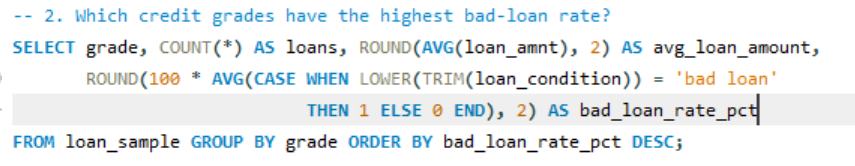 -- 2. Which credit grades have the highest bad-loan rate?
SELECT grade, COUNT(*) AS loans, ROUND(AVG(loan_amnt), 2) AS avg_loan_amount,
ROUND(100 * AVG(CASE WHEN LOWER(TRIM(loan_condition)) = 'bad loan'
THEN 1 ELSE 0 END), 2) AS bad_loan_rate_pct
FROM loan_sample GROUP BY grade ORDER BY bad_loan_rate_pct DESC;